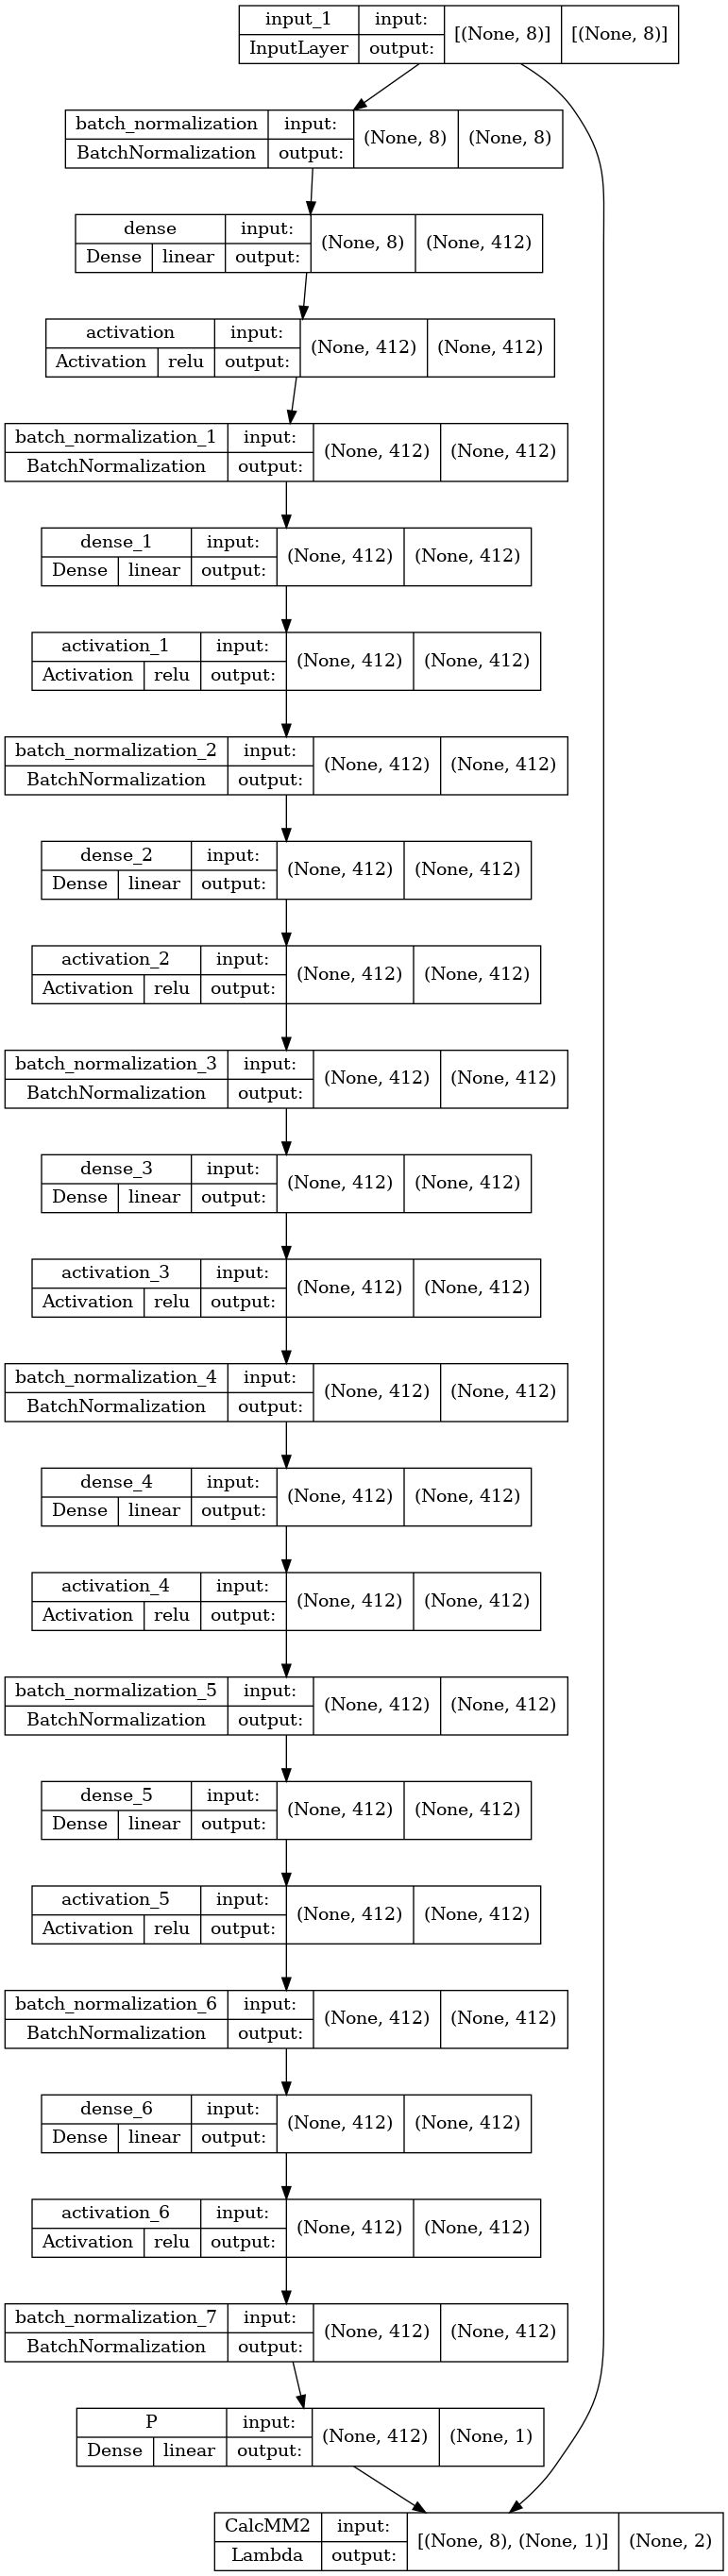 input_1 input: [(None, 8)] [(None, 8)]
InputLayer output:
batch_normalization input: (None, 8) (None, 8)
BatchNormalization output:
dense input: (None, 8) (None, 412)
Dense linear output:
activation input: (None, 412) (None, 412)
Activation relu output:
batch_normalization_1 input: (None, 412) (None, 412)
BatchNormalization output:
dense_1 input: (None, 412) (None, 412)
Dense linear output:
activation_1 input: (None, 412) (None, 412)
Activation relu output:
batch_normalization_2 input: (None, 412) (None, 412)
BatchNormalization output:
dense_2 input: (None, 412) (None, 412)
Dense linear output:
activation_2 input: (None, 412) (None, 412)
Activation relu output:
batch_normalization_3 input: (None, 412) (None, 412)
BatchNormalization output:
dense_3 input: (None, 412) (None, 412)
Dense linear output:
activation_3 input: (None, 412) (None, 412)
Activation relu output:
batch_normalization_4 input: (None, 412) (None, 412)
BatchNormalization output:
dense_4 input: (None, 412) (None, 412)
Dense linear output:
activation_4 input: (None, 412) (None, 412)
Activation relu output:
batch_normalization_5 input: (None, 412) (None, 412)
BatchNormalization output:
dense_5 input: (None, 412) (None, 412)
Dense linear output:
activation_5 input: (None, 412) (None, 412)
Activation relu output:
batch_normalization_6 input: (None, 412) (None, 412)
BatchNormalization output:
dense_6 input: (None, 412) (None, 412)
Dense linear output:
activation_6 input: (None, 412) (None, 412)
Activation relu output:
batch_normalization_7 input: (None, 412) (None, 412)
BatchNormalization output:
P input: (None, 412) (None, 1)
Dense linear output:
CalcMM2 input: [(None, 8), (None, 1)] (None, 2)
Lambda output: